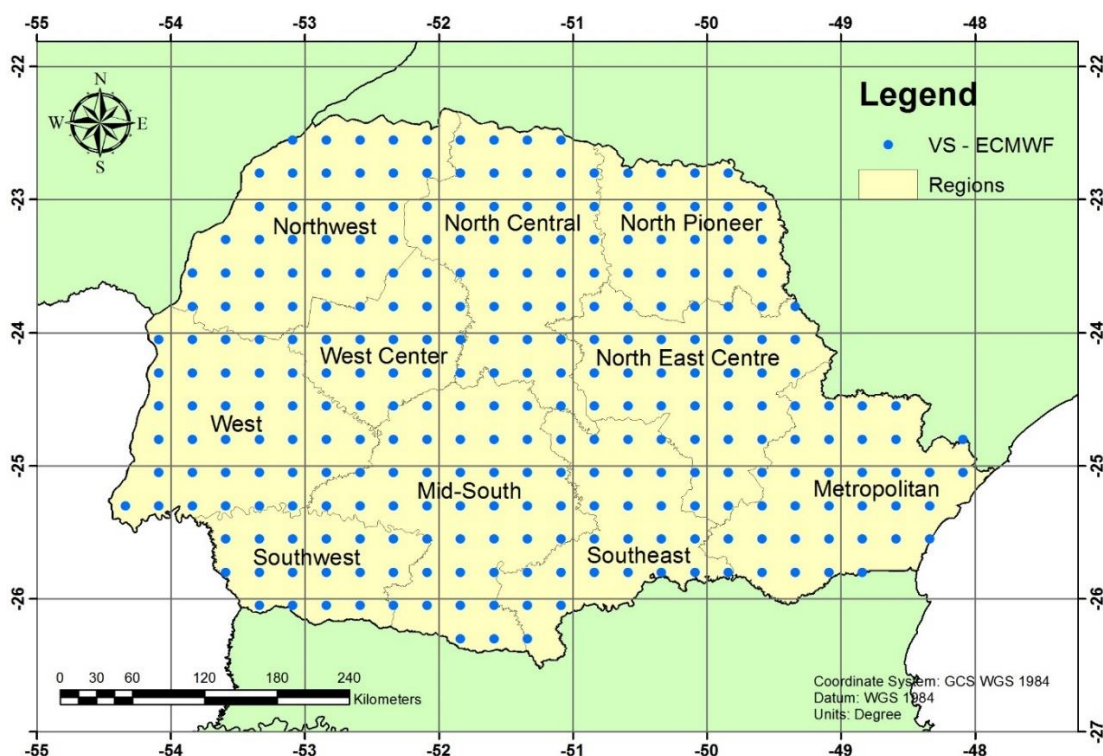 -55 -54 -53 -52 -51 -50 -49 -48
-22 -22
N
W E
S
Legend
VS - ECMWF
Regions
-23 -23
Northwest North Central North Pioneer
-24 -24
West Center North East Centre
West
-25 -25
Mid-South Metropolitan
Southwest Southeast
-26 -26
0 30 60 120 180 240
Kilometers
Coordinate System: GCS WGS 1984
Datum: WGS 1984
Units: Degree
-27 -27
-55 -54 -53 -52 -51 -50 -49 -48